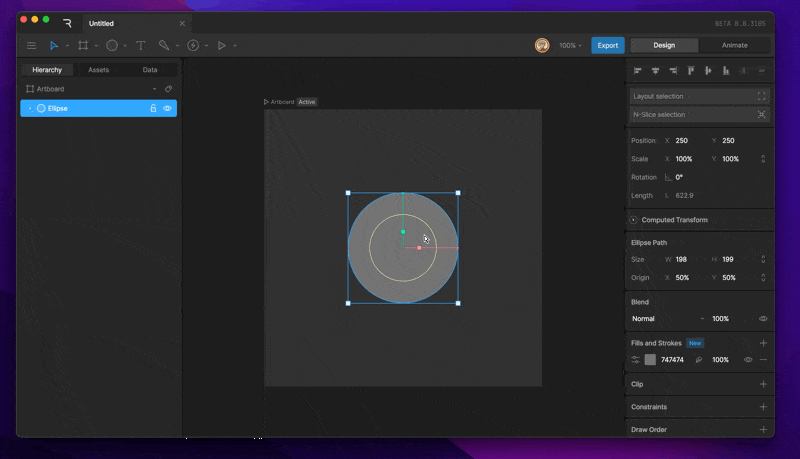 Untitled
BETA 0.8.3105
100%
Export
Design
Animate
Hierarchy
Assets
Data
Artboard
Ellipse
Artboard Active
Layout selection
N-Slice selection
Position X 250 Y 250
Scale X 100% Y 100%
Rotation 0°
Length L 622.9
Computed Transform
Ellipse Path
Size W 198 H 199
Origin X 50% Y 50%
Blend
Normal 100%
Fills and Strokes New
747474 100%
Clip
Constraints
Draw Order